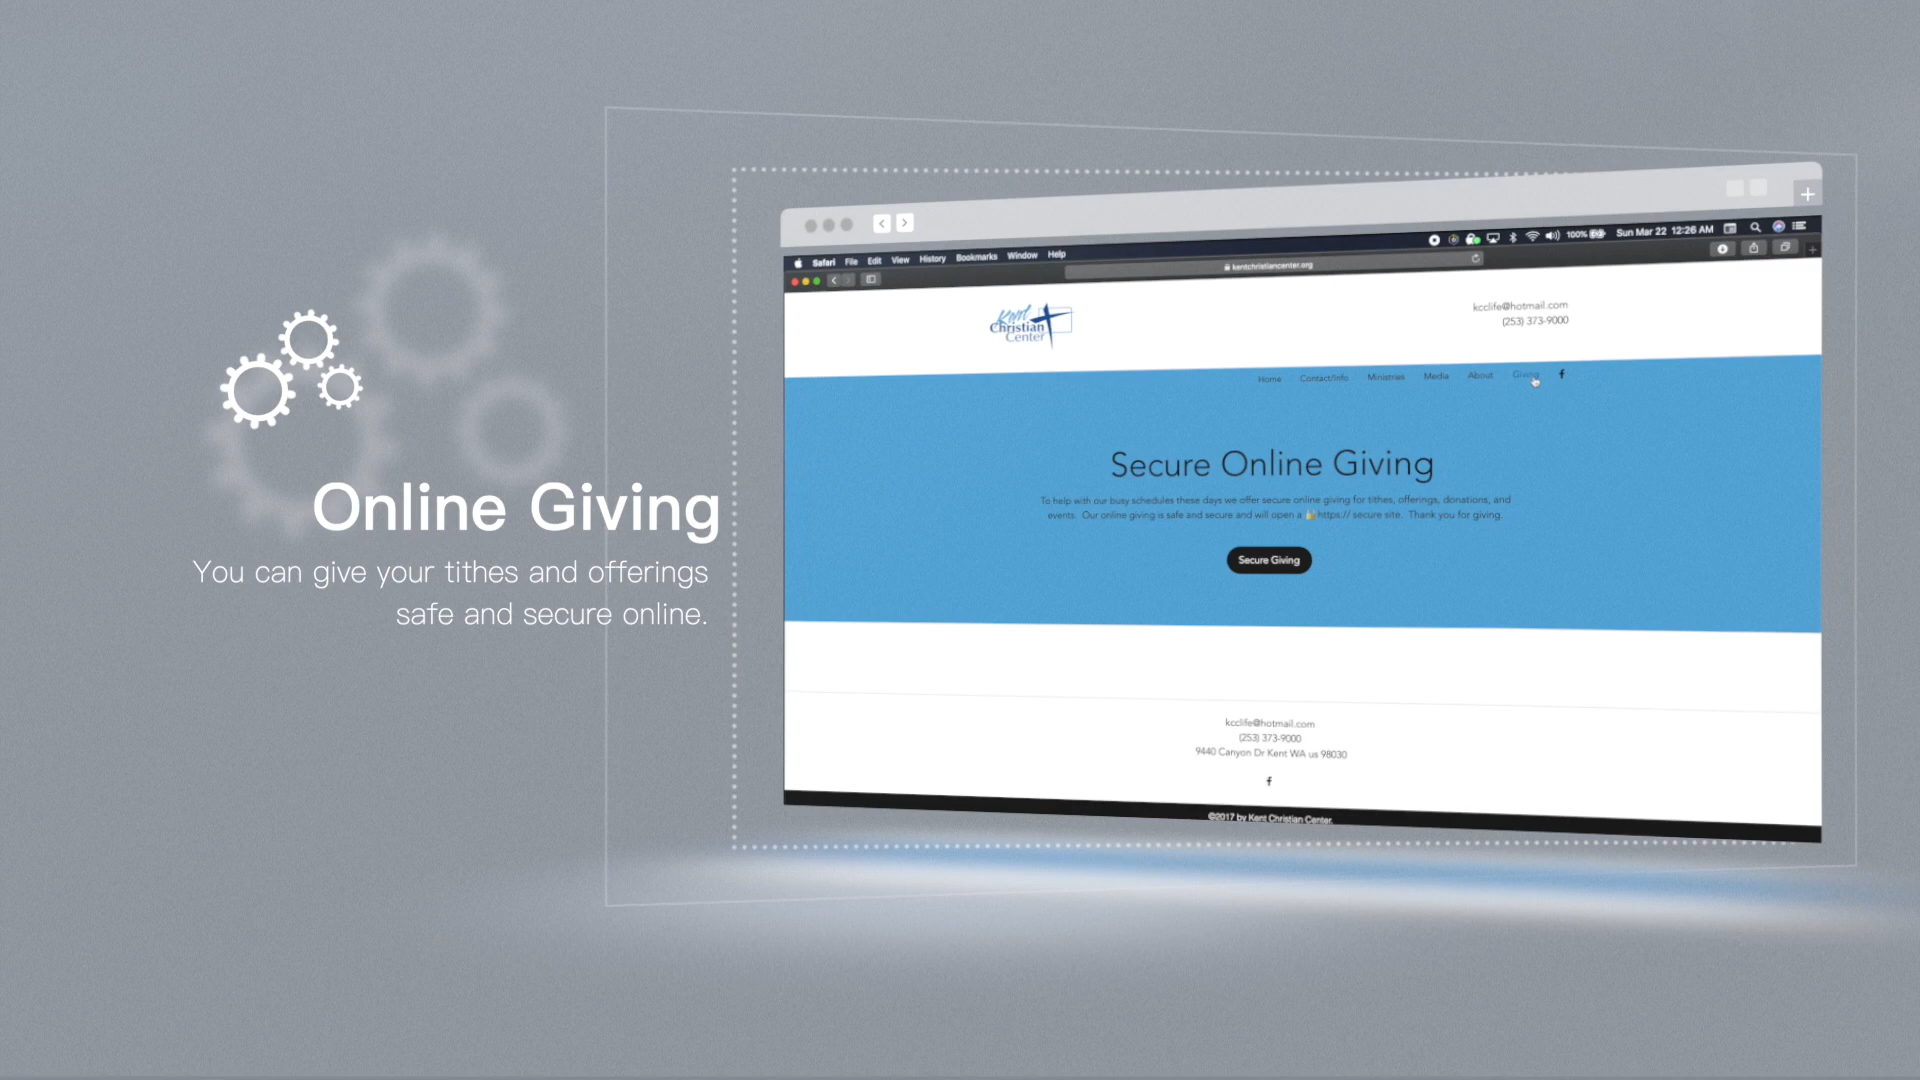 Online Giving
You can give your tithes and offerings
safe and secure online.
Safari File Edit View History Bookmarks Window Help
100% Sun Mar 22 12:26 AM
kentchristiancenter.org
Kent
Christian
Center
kcclife@hotmail.com
(253) 373-9000
Home Contact/Info Ministries Media About Giving
Secure Online Giving
To help with our busy schedules these days we offer secure online giving for tithes, offerings, donations, and
events. Our online giving is safe and secure and will open a 🔒 https:// secure site. Thank you for giving.
Secure Giving
kcclife@hotmail.com
(253) 373-9000
9440 Canyon Dr Kent WA us 98030
©2017 by Kent Christian Center.